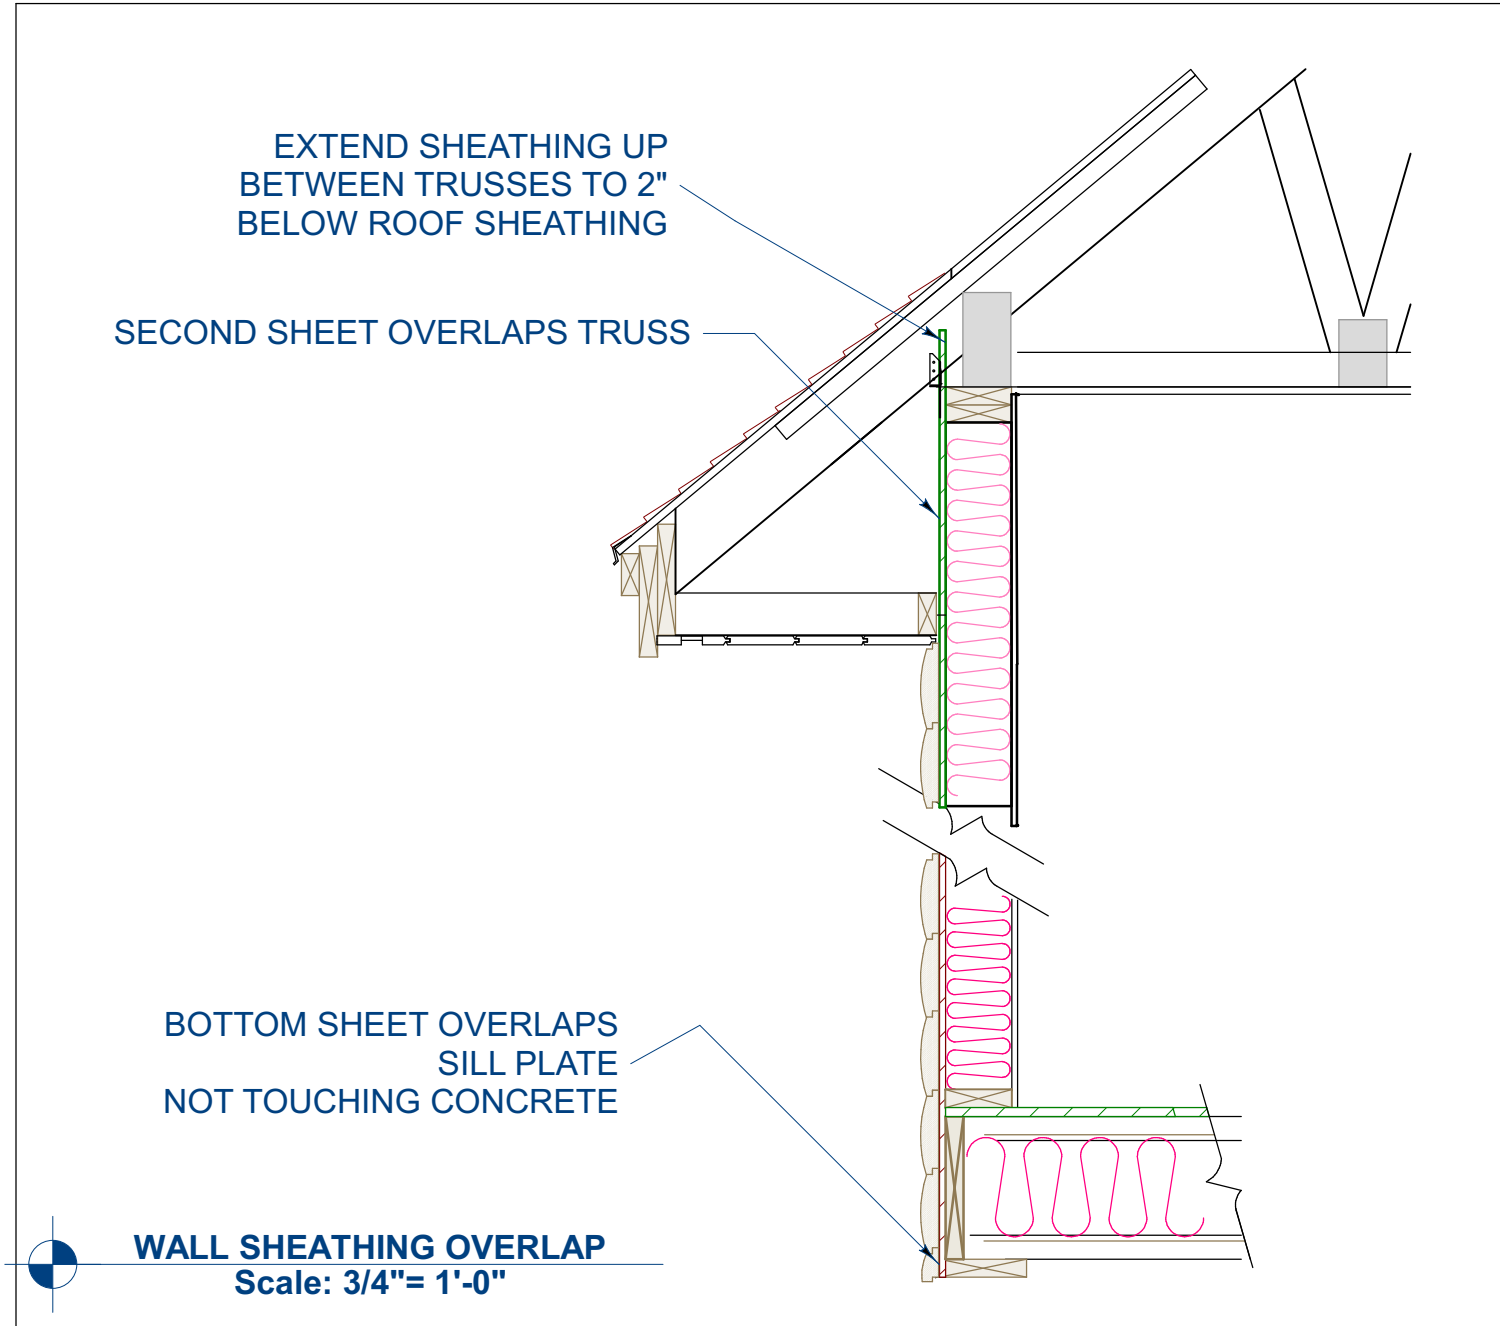 EXTEND SHEATHING UP
BETWEEN TRUSSES TO 2"
BELOW ROOF SHEATHING
SECOND SHEET OVERLAPS TRUSS
BOTTOM SHEET OVERLAPS
SILL PLATE
NOT TOUCHING CONCRETE
WALL SHEATHING OVERLAP
Scale: 3/4"= 1'-0"